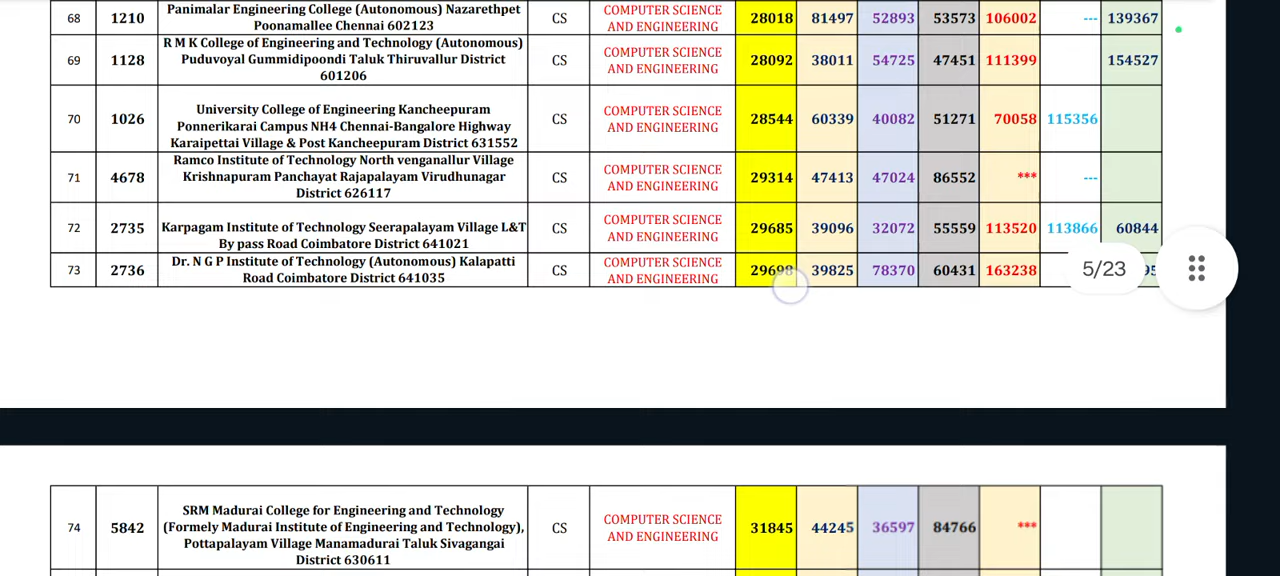 68 1210 Panimalar Engineering College (Autonomous) Nazarethpet Poonamallee Chennai 602123 CS COMPUTER SCIENCE AND ENGINEERING 28018 81497 52893 53573 106002 --- 139367
69 1128 R M K College of Engineering and Technology (Autonomous) Puduvoyal Gummidipoondi Taluk Thiruvallur District 601206 CS COMPUTER SCIENCE AND ENGINEERING 28092 38011 54725 47451 111399 154527
70 1026 University College of Engineering Kancheepuram Ponnerikarai Campus NH4 Chennai-Bangalore Highway Karaipettai Village & Post Kancheepuram District 631552 CS COMPUTER SCIENCE AND ENGINEERING 28544 60339 40082 51271 70058 115356
71 4678 Ramco Institute of Technology North venganallur Village Krishnapuram Panchayat Rajapalayam Virudhunagar District 626117 CS COMPUTER SCIENCE AND ENGINEERING 29314 47413 47024 86552 *** ---
72 2735 Karpagam Institute of Technology Seerapalayam Village L&T By pass Road Coimbatore District 641021 CS COMPUTER SCIENCE AND ENGINEERING 29685 39096 32072 55559 113520 113866 60844
73 2736 Dr. N G P Institute of Technology (Autonomous) Kalapatti Road Coimbatore District 641035 CS COMPUTER SCIENCE AND ENGINEERING 29698 39825 78370 60431 163238
5/23
74 5842 SRM Madurai College for Engineering and Technology (Formely Madurai Institute of Engineering and Technology), Pottapalayam Village Manamadurai Taluk Sivagangai District 630611 CS COMPUTER SCIENCE AND ENGINEERING 31845 44245 36597 84766 ***